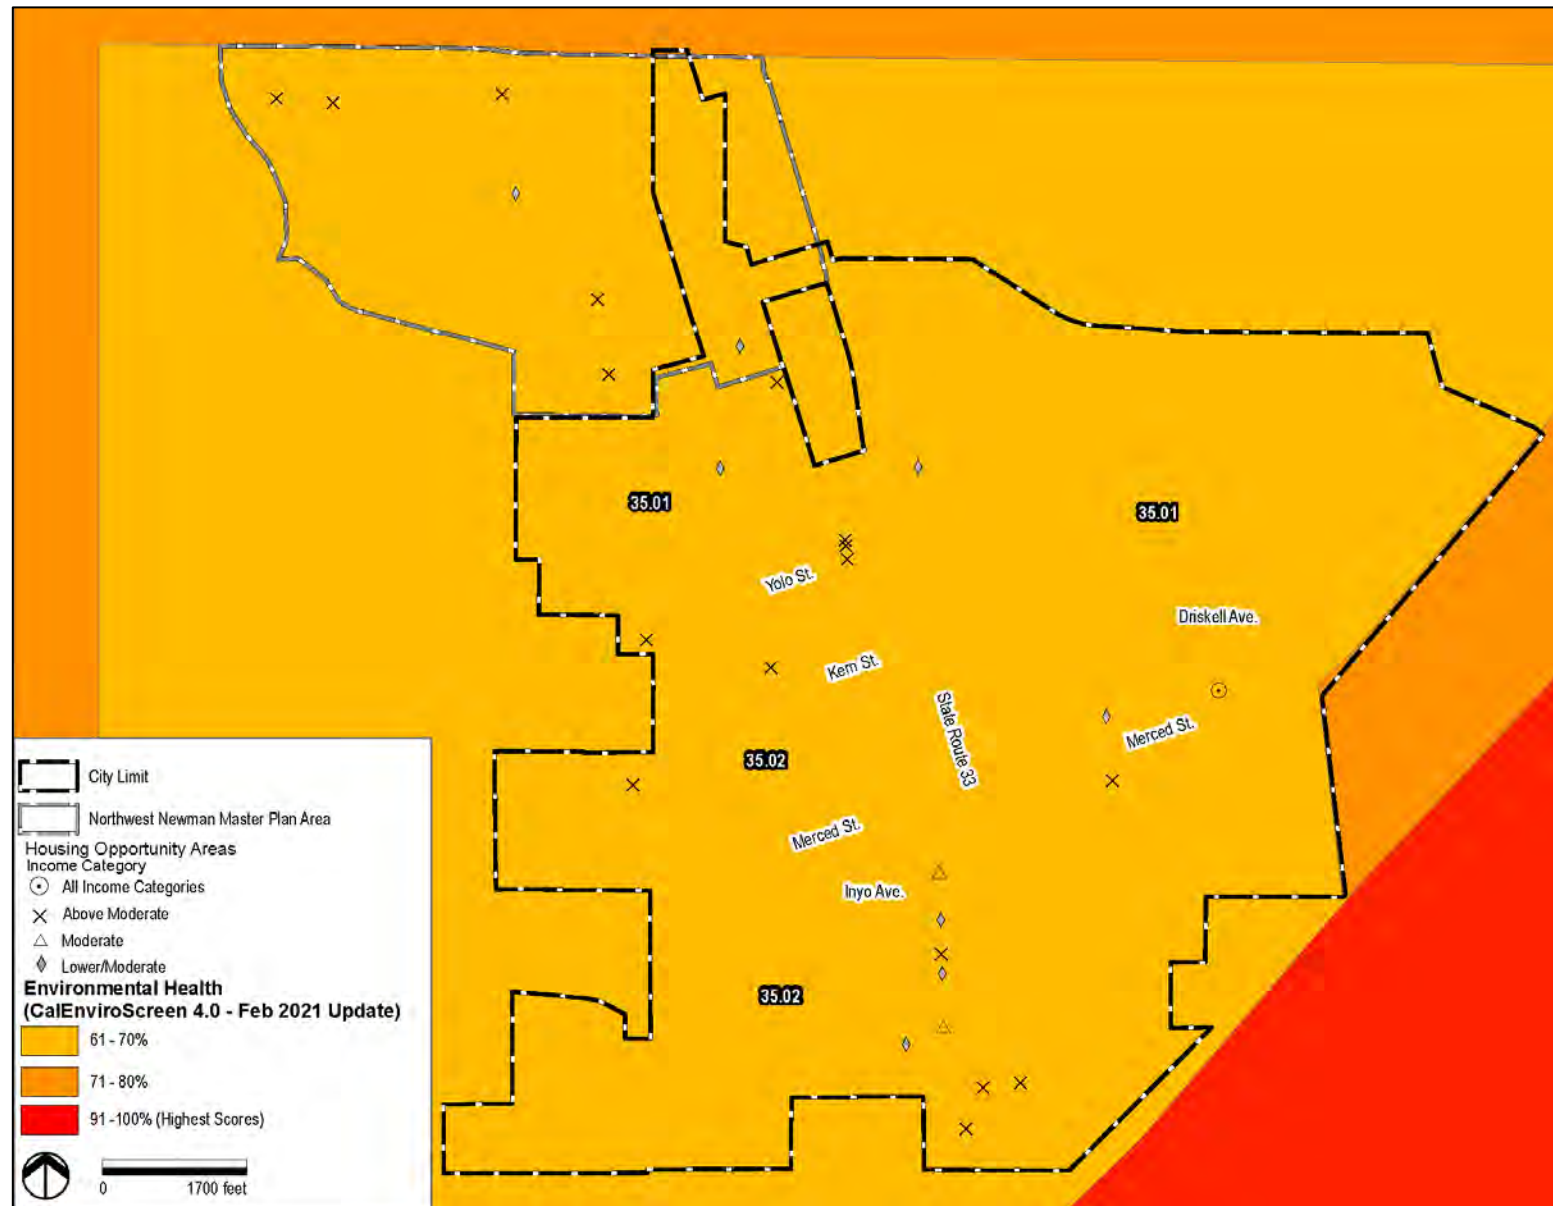 35.01
35.01
Yolo St.
Driskell Ave.
Kern St.
State Route 33
Merced St.
35.02
Merced St.
Inyo Ave.
35.02
City Limit
Northwest Newman Master Plan Area
Housing Opportunity Areas
Income Category
All Income Categories
Above Moderate
Moderate
Lower/Moderate
Environmental Health
(CalEnviroScreen 4.0 - Feb 2021 Update)
61 - 70%
71 - 80%
91 -100% (Highest Scores)
0 1700 feet